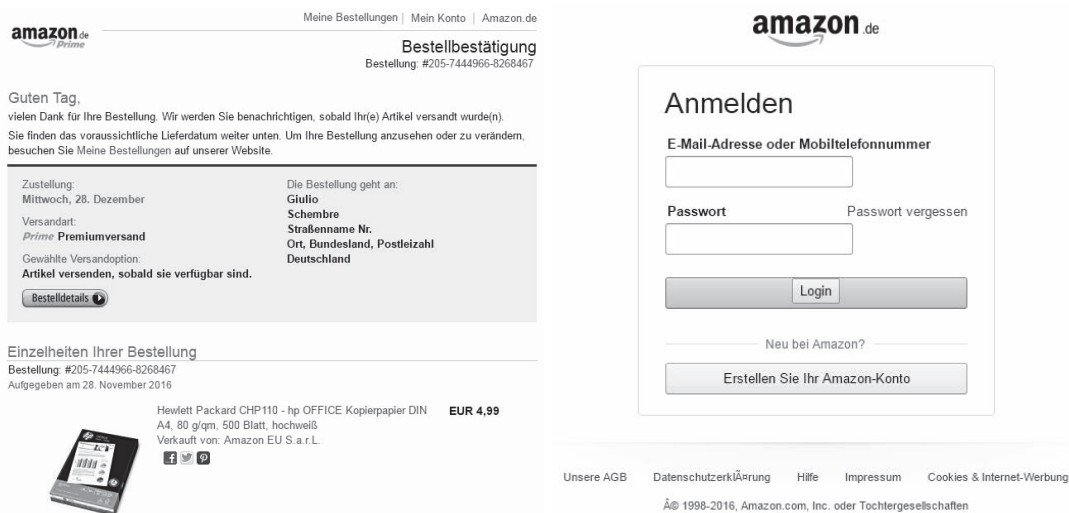 Meine Bestellungen | Mein Konto | Amazon.de
amazon.de
Prime
Bestellbestätigung
Bestellung: #205-7444966-8268467
Guten Tag,
vielen Dank für Ihre Bestellung. Wir werden Sie benachrichtigen, sobald Ihr(e) Artikel versandt wurde(n).
Sie finden das voraussichtliche Lieferdatum weiter unten. Um Ihre Bestellung anzusehen oder zu verändern,
besuchen Sie Meine Bestellungen auf unserer Website.
Zustellung:
Mittwoch, 28. Dezember
Versandart:
Prime Premiumversand
Gewählte Versandoption:
Artikel versenden, sobald sie verfügbar sind.
Bestelldetails
Die Bestellung geht an:
Giulio
Schembre
Straßenname Nr.
Ort, Bundesland, Postleizahl
Deutschland
Einzelheiten Ihrer Bestellung
Bestellung: #205-7444966-8268467
Aufgegeben am 28. November 2016
Hewlett Packard CHP110 - hp OFFICE Kopierpapier DIN
A4, 80 g/qm, 500 Blatt, hochweiß
Verkauft von: Amazon EU S.a.r.L.
EUR 4,99
amazon.de
Anmelden
E-Mail-Adresse oder Mobiltelefonnummer
Passwort Passwort vergessen
Login
Neu bei Amazon?
Erstellen Sie Ihr Amazon-Konto
Unsere AGB Datenschutzerklärung Hilfe Impressum Cookies & Internet-Werbung
© 1998-2016, Amazon.com, Inc. oder Tochtergesellschaften